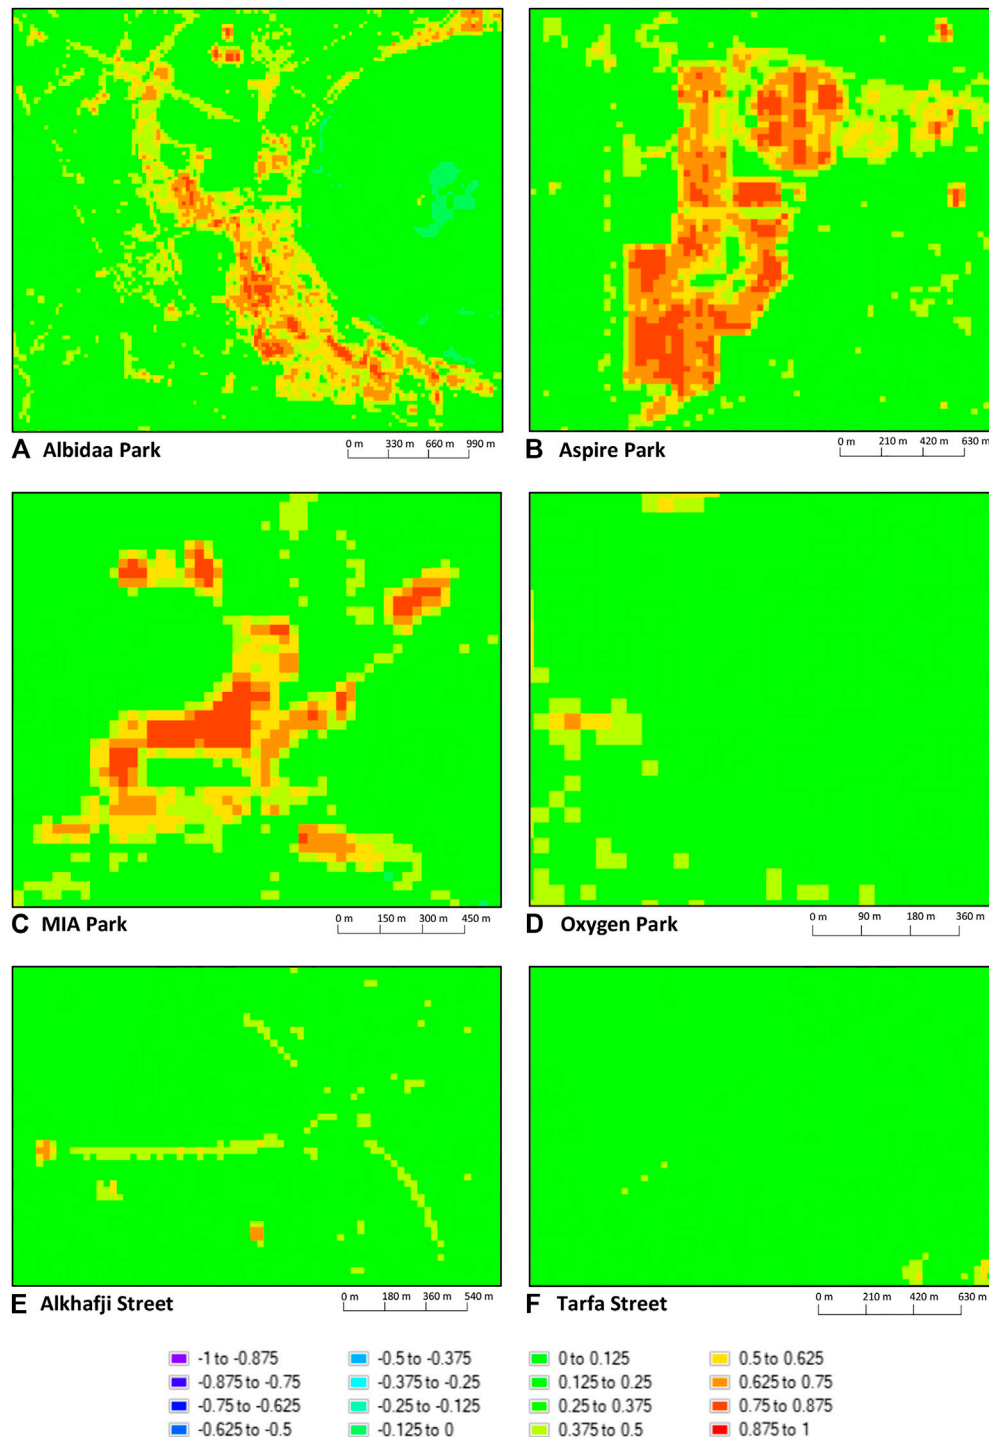 A Albidaa Park
0 m 330 m 660 m 990 m
B Aspire Park
0 m 210 m 420 m 630 m
C MIA Park
0 m 150 m 300 m 450 m
D Oxygen Park
0 m 90 m 180 m 360 m
E Alkhafji Street
0 m 180 m 360 m 540 m
F Tarfa Street
0 m 210 m 420 m 630 m
-1 to -0.875
-0.875 to -0.75
-0.75 to -0.625
-0.625 to -0.5
-0.5 to -0.375
-0.375 to -0.25
-0.25 to -0.125
-0.125 to 0
0 to 0.125
0.125 to 0.25
0.25 to 0.375
0.375 to 0.5
0.5 to 0.625
0.625 to 0.75
0.75 to 0.875
0.875 to 1